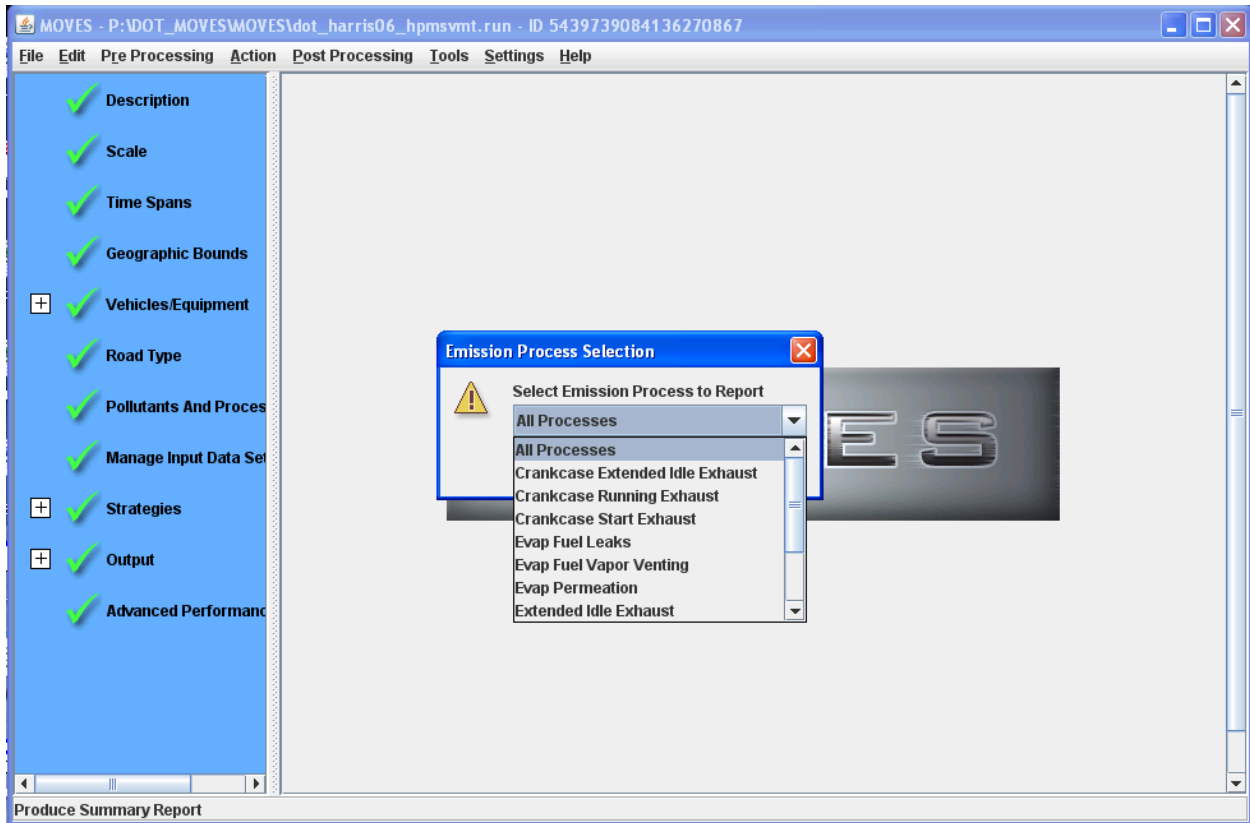 MOVES - P:\DOT_MOVES\MOVES\dot_harris06_hpmsvmt.run - ID 5439739084136270867
File Edit Pre Processing Action Post Processing Tools Settings Help
Description
Scale
Time Spans
Geographic Bounds
Vehicles/Equipment
Road Type
Pollutants And Proces
Manage Input Data Set
Strategies
Output
Advanced Performanc
Emission Process Selection
Select Emission Process to Report
All Processes
All Processes
Crankcase Extended Idle Exhaust
Crankcase Running Exhaust
Crankcase Start Exhaust
Evap Fuel Leaks
Evap Fuel Vapor Venting
Evap Permeation
Extended Idle Exhaust
ES
Produce Summary Report